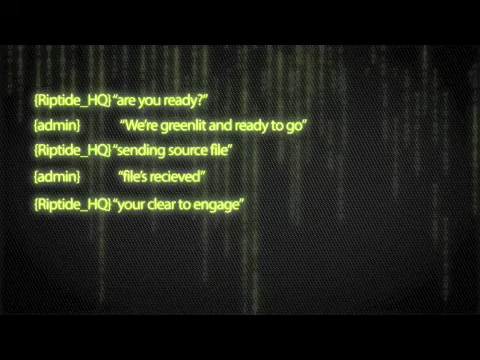 {Riptide_HQ} “are you ready?”
{admin} “We’re greenlit and ready to go”
{Riptide_HQ} “sending source file”
{admin} “file’s recieved”
{Riptide_HQ} “your clear to engage”